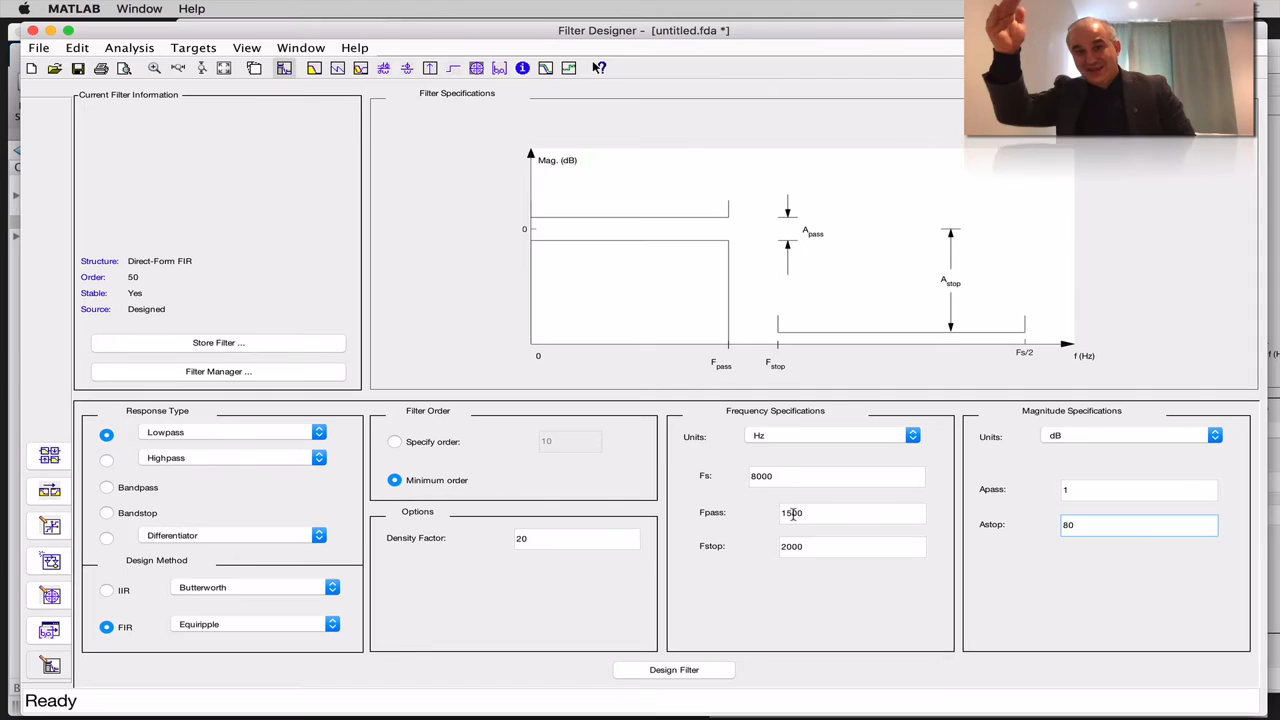 MATLAB Window Help
Filter Designer - [untitled.fda *]
File Edit Analysis Targets View Window Help
Current Filter Information
Structure: Direct-Form FIR
Order: 50
Stable: Yes
Source: Designed
Store Filter ...
Filter Manager ...
Filter Specifications
Mag. (dB)
0
Apass
Astop
0
Fpass
Fstop
Fs/2
f (Hz)
Response Type
Lowpass
Highpass
Bandpass
Bandstop
Differentiator
Design Method
IIR Butterworth
FIR Equiripple
Filter Order
Specify order: 10
Minimum order
Options
Density Factor: 20
Frequency Specifications
Units: Hz
Fs: 8000
Fpass: 1500
Fstop: 2000
Magnitude Specifications
Units: dB
Apass: 1
Astop: 80
Design Filter
Ready